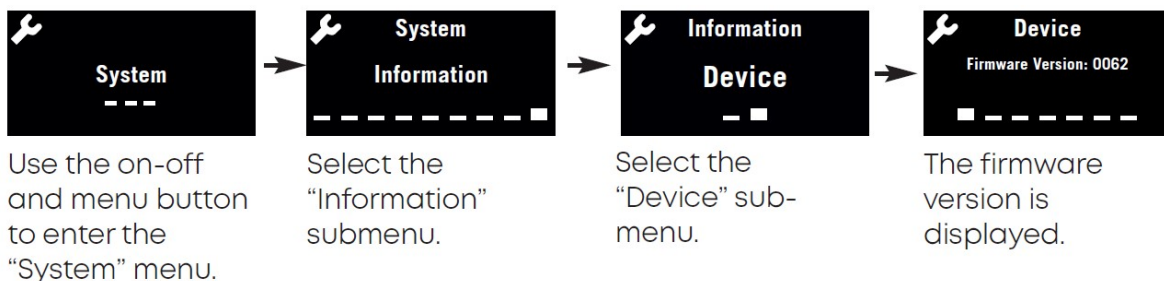 System
System
Information
Information
Device
Device
Firmware Version: 0062
Use the on-off
and menu button
to enter the
“System” menu.
Select the
“Information”
submenu.
Select the
“Device” sub-
menu.
The firmware
version is
displayed.